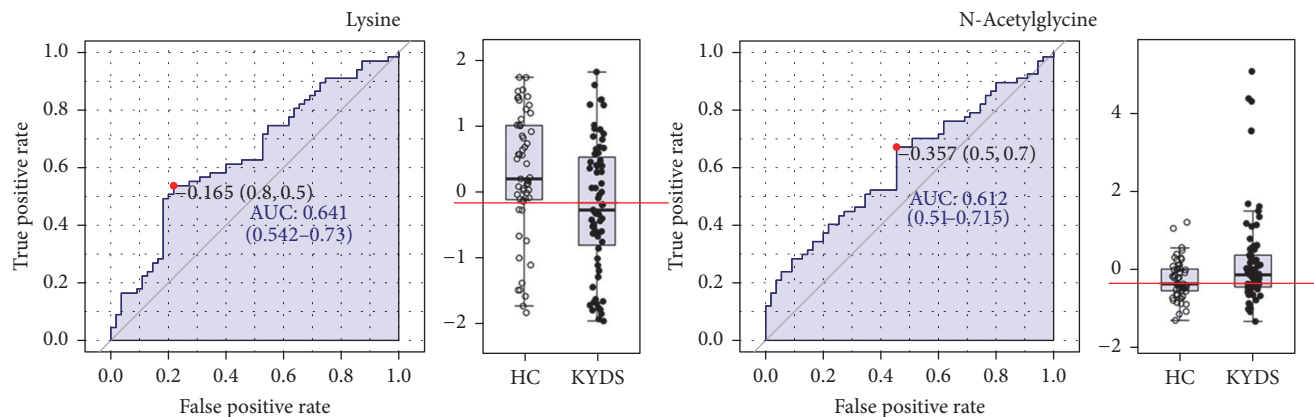 Lysine
True positive rate
1.0
0.8
0.6
0.4
0.2
0.0
−0.165 (0.8, 0.5)
AUC: 0.641
(0.542–0.73)
0.0 0.2 0.4 0.6 0.8 1.0
False positive rate
2
1
0
−1
−2
HC KYDS
N-Acetylglycine
True positive rate
1.0
0.8
0.6
0.4
0.2
0.0
−0.357 (0.5, 0.7)
AUC: 0.612
(0.51–0.715)
0.0 0.2 0.4 0.6 0.8 1.0
False positive rate
4
2
0
−2
HC KYDS